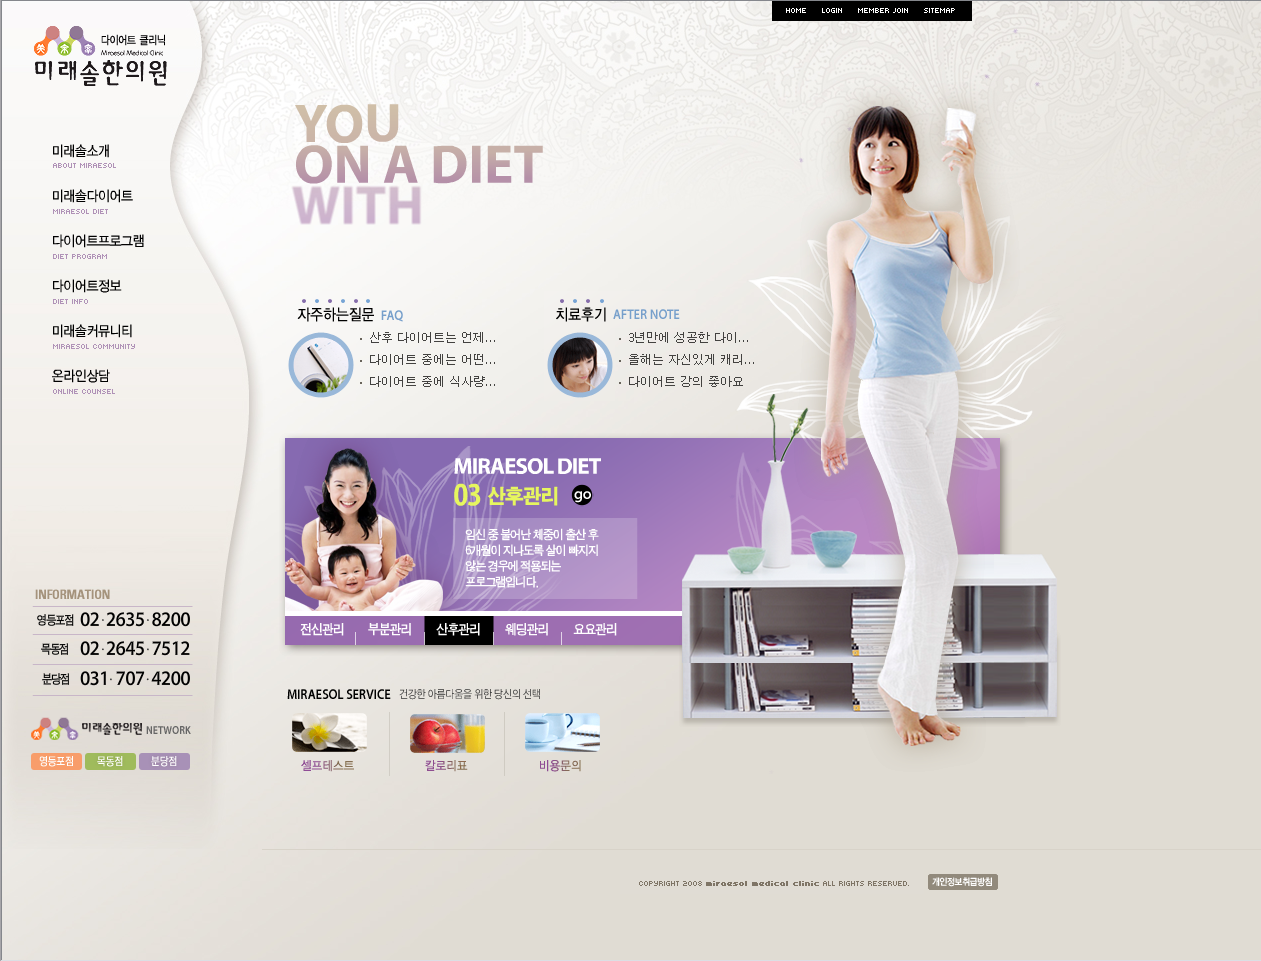 HOME LOGIN MEMBER JOIN SITEMAP
다이어트 클리닉
Miraesol Medical Clinic
미래솔한의원
미래솔소개
ABOUT MIRAESOL
미래솔다이어트
MIRAESOL DIET
다이어트프로그램
DIET PROGRAM
다이어트정보
DIET INFO
미래솔커뮤니티
MIRAESOL COMMUNITY
온라인상담
ONLINE COUNSEL
YOU
ON A DIET
WITH
자주하는질문 FAQ
· 산후 다이어트는 언제...
· 다이어트 중에는 어떤...
· 다이어트 중에 식사량...
치료후기 AFTER NOTE
· 3년만에 성공한 다이...
· 올해는 자신있게 캐리...
· 다이어트 강의 좋아요
MIRAESOL DIET
03 산후관리 go
임신 중 불어난 체중이 출산 후
6개월이 지나도록 살이 빠지지
않는 경우에 적용되는
프로그램입니다.
전신관리 부분관리 산후관리 웨딩관리 요요관리
INFORMATION
영등포점 02·2635·8200
목동점 02·2645·7512
분당점 031·707·4200
미래솔한의원 NETWORK
영등포점 목동점 분당점
MIRAESOL SERVICE 건강한 아름다움을 위한 당신의 선택
셀프테스트 칼로리표 비용문의
COPYRIGHT 2008 miraesol medical clinic ALL RIGHTS RESERVED.
개인정보취급방침